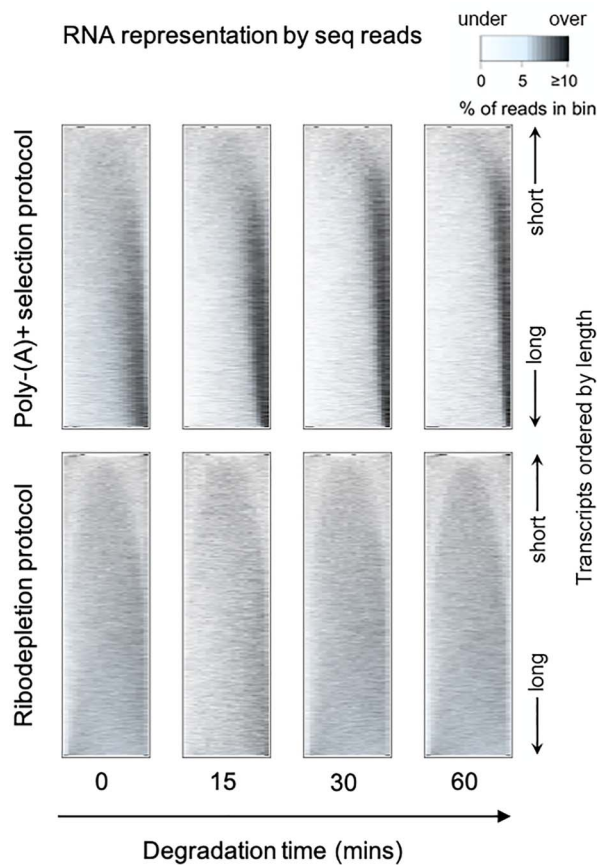 RNA representation by seq reads
under over
0 5 ≥10
% of reads in bin
Poly-(A)+ selection protocol
short
long
Ribodepletion protocol
short
long
Transcripts ordered by length
0 15 30 60
Degradation time (mins)